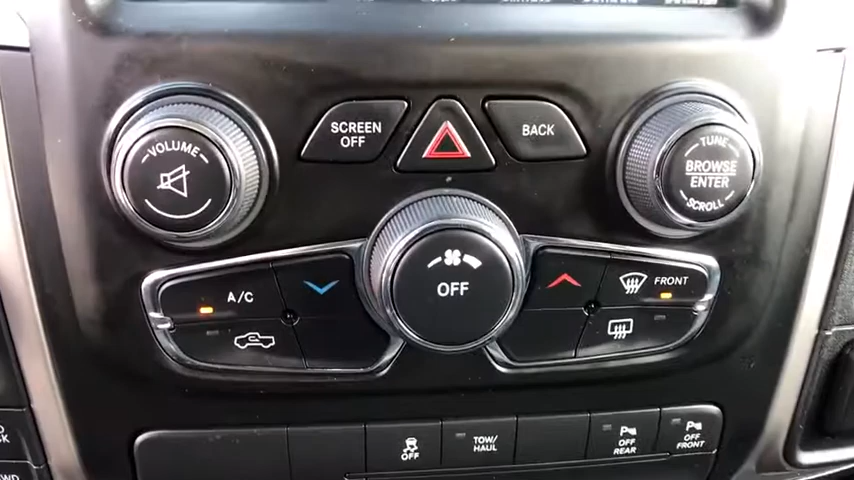 VOLUME
SCREEN
OFF
BACK
TUNE
BROWSE
ENTER
SCROLL
A/C
OFF
FRONT
OFF
TOW/
HAUL
OFF
REAR
OFF
FRONT